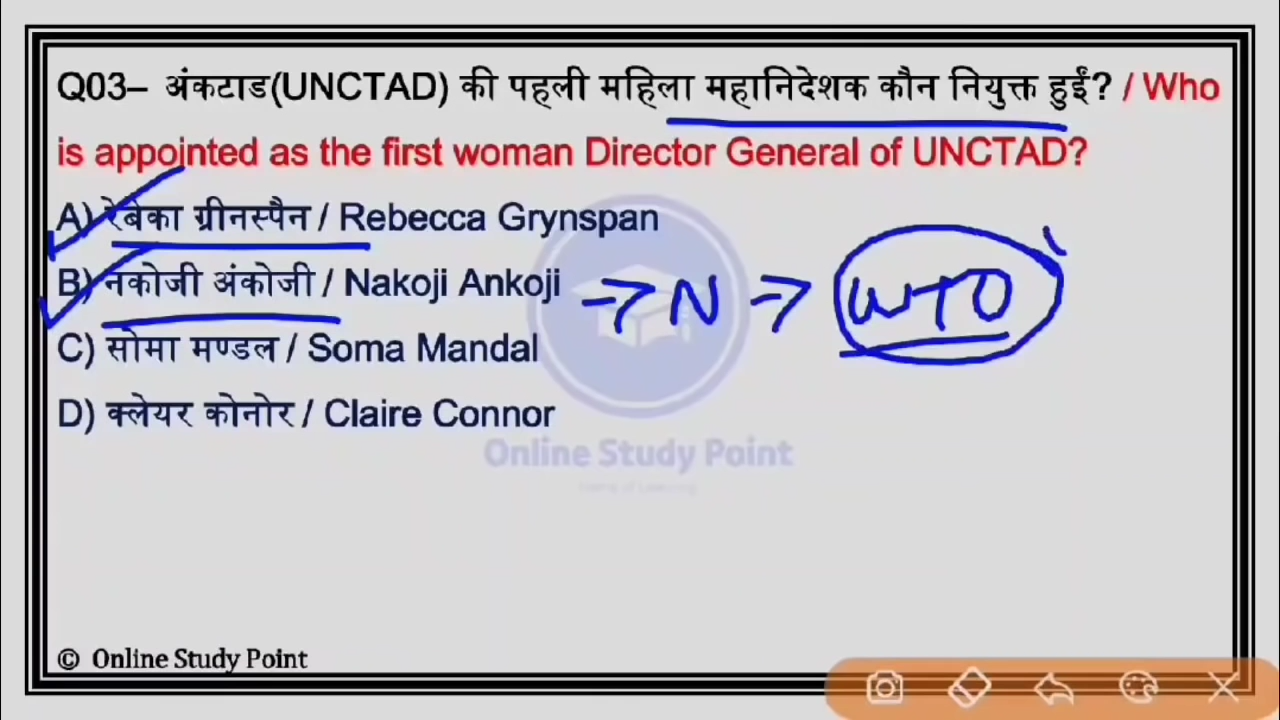 Q03– अंकटाड(UNCTAD) की पहली महिला महानिदेशक कौन नियुक्त हुईं? / Who
is appointed as the first woman Director General of UNCTAD?
A) रेबेका ग्रीनस्पैन / Rebecca Grynspan
B) नकोजी अंकोजी / Nakoji Ankoji → N → WTO
C) सोमा मण्डल / Soma Mandal
D) क्लेयर कोनोर / Claire Connor
Online Study Point
© Online Study Point